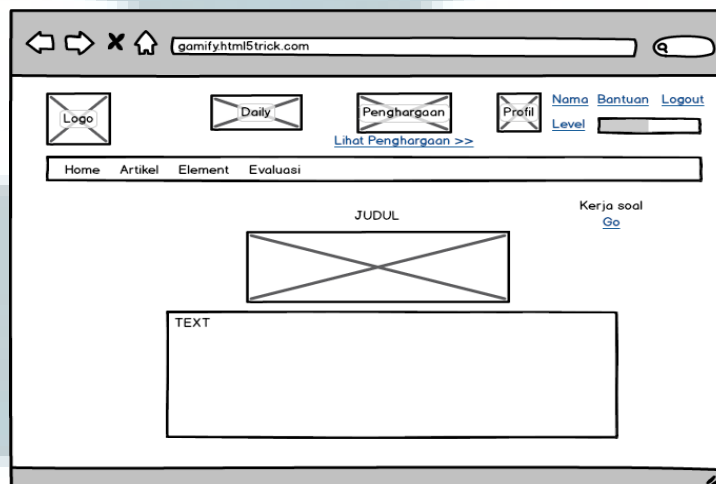 gamify.html5trick.com
Logo
Daily
Penghargaan
Lihat Penghargaan >>
Profil
Nama Bantuan Logout
Level
Home Artikel Element Evaluasi
JUDUL
Kerja soal
Go
TEXT